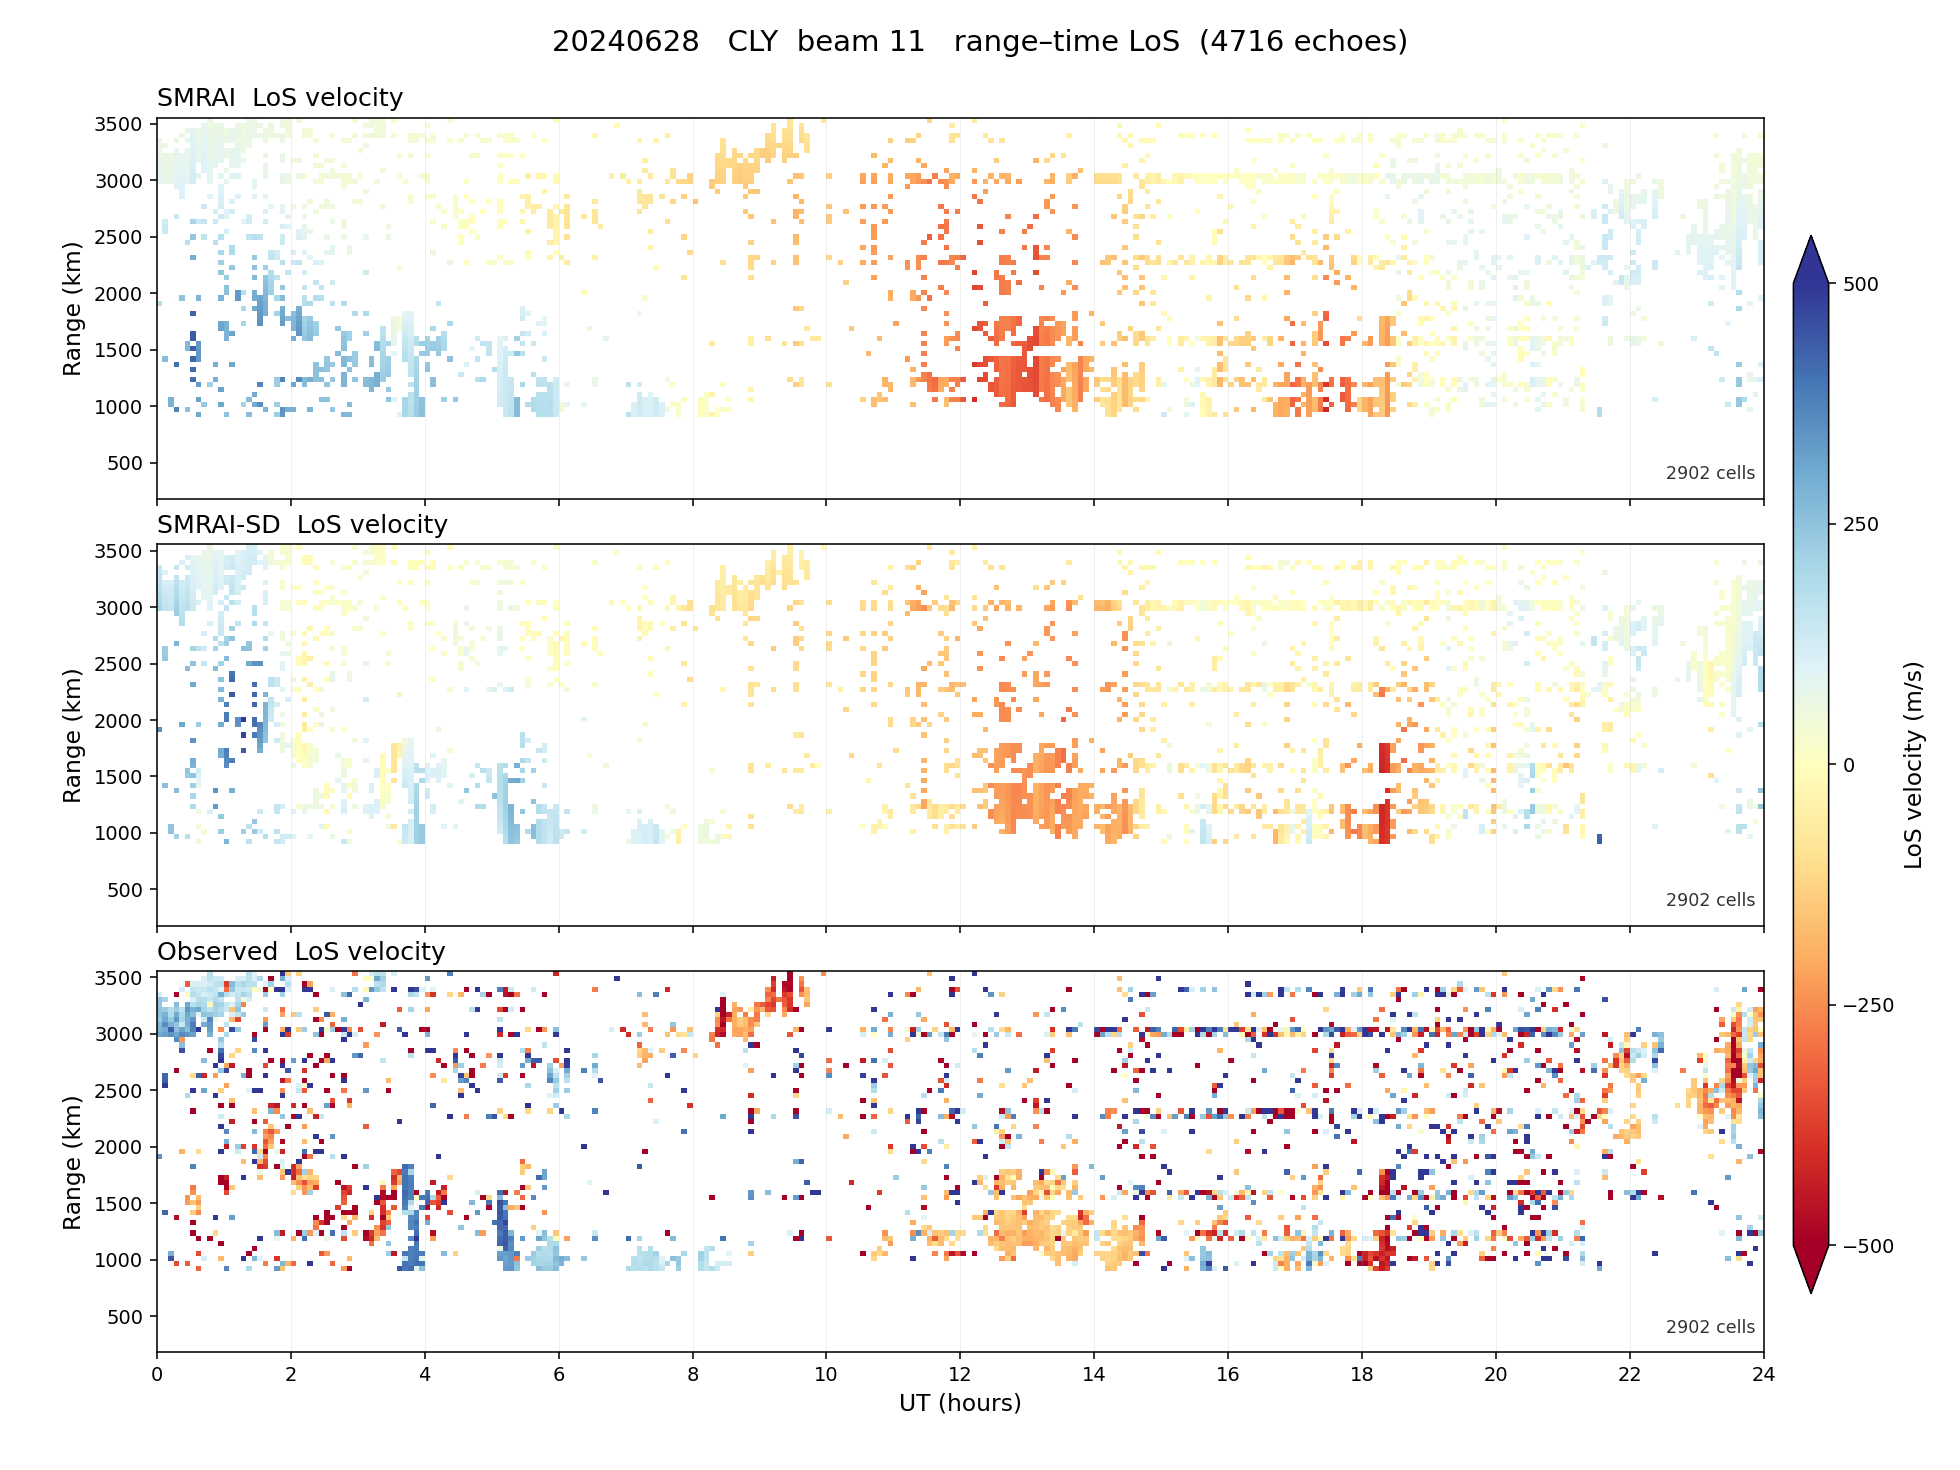 20240628   CLY  beam 11   range–time LoS  (4716 echoes)
SMRAI  LoS velocity
3500
3000
2500
2000
1500
1000
500
Range (km)
2902 cells
SMRAI-SD  LoS velocity
3500
3000
2500
2000
1500
1000
500
Range (km)
2902 cells
Observed  LoS velocity
3500
3000
2500
2000
1500
1000
500
Range (km)
2902 cells
0 2 4 6 8 10 12 14 16 18 20 22 24
UT (hours)
500
250
0
−250
−500
LoS velocity (m/s)